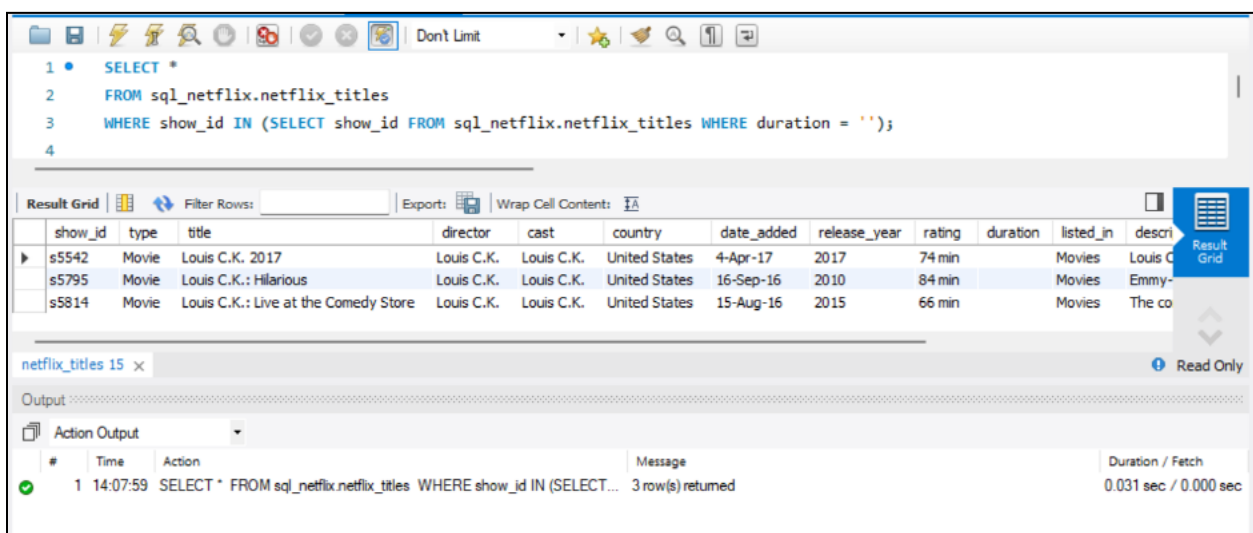 Don't Limit
1 SELECT *
2 FROM sql_netflix.netflix_titles
3 WHERE show_id IN (SELECT show_id FROM sql_netflix.netflix_titles WHERE duration = '');
4
Result Grid Filter Rows: Export: Wrap Cell Content:
show_id type title director cast country date_added release_year rating duration listed_in descri
s5542 Movie Louis C.K. 2017 Louis C.K. Louis C.K. United States 4-Apr-17 2017 74 min Movies Louis C
s5795 Movie Louis C.K.: Hilarious Louis C.K. Louis C.K. United States 16-Sep-16 2010 84 min Movies Emmy-
s5814 Movie Louis C.K.: Live at the Comedy Store Louis C.K. Louis C.K. United States 15-Aug-16 2015 66 min Movies The co
Result
Grid
netflix_titles 15 Read Only
Output
Action Output
# Time Action Message Duration / Fetch
1 14:07:59 SELECT * FROM sql_netflix.netflix_titles WHERE show_id IN (SELECT... 3 row(s) returned 0.031 sec / 0.000 sec